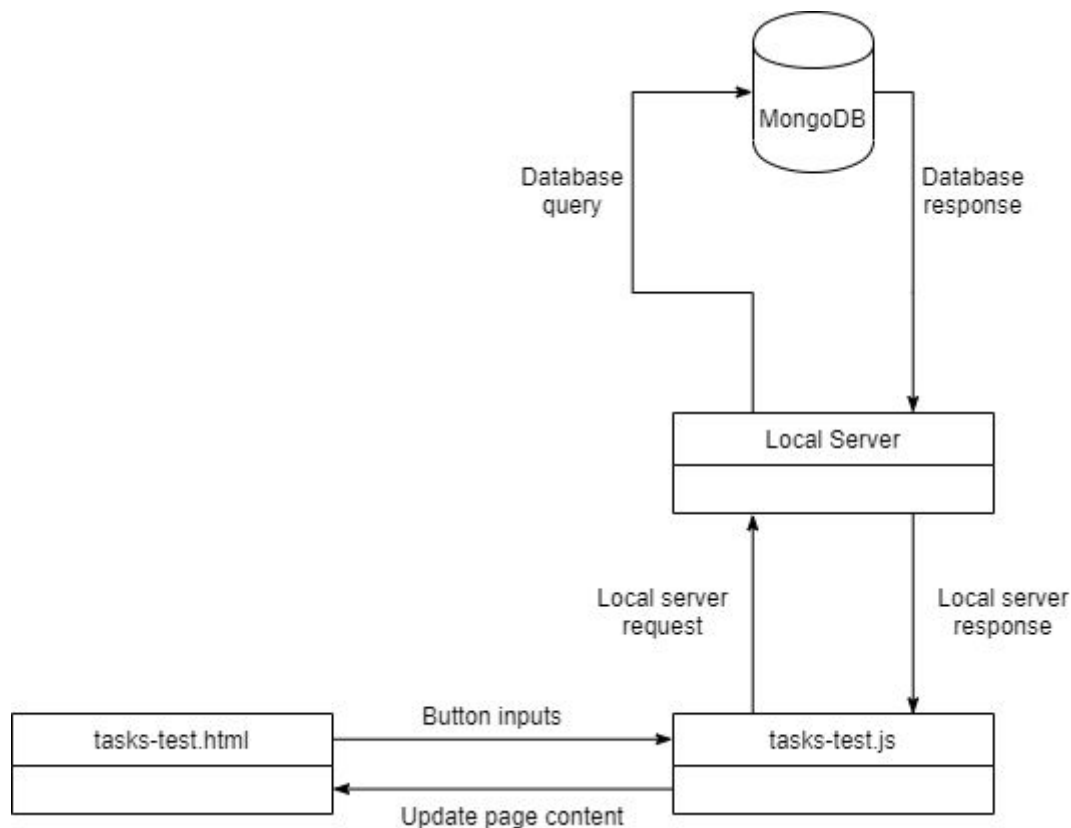 MongoDB
Database
query
Database
response
Local Server
Local server
request
Local server
response
Button inputs
tasks-test.html
tasks-test.js
Update page content